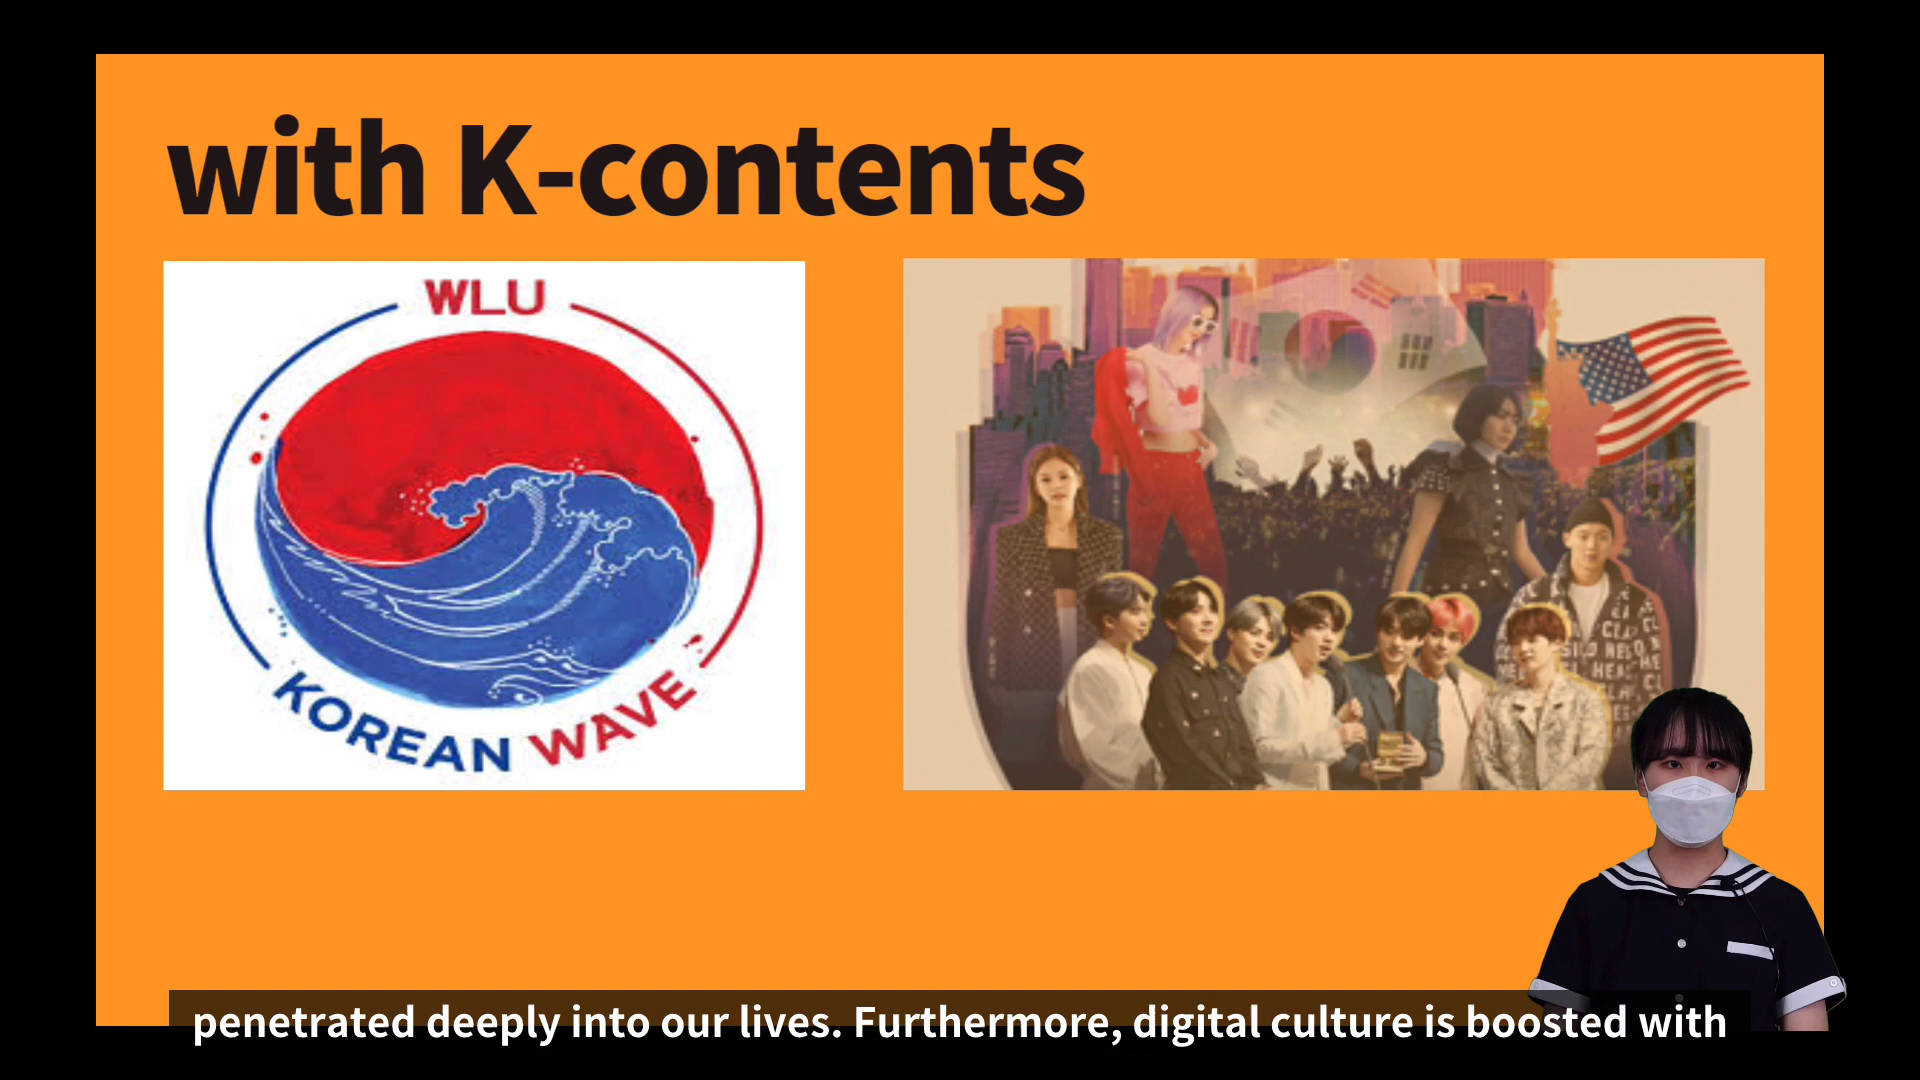 with K-contents
WLU
KOREAN WAVE
penetrated deeply into our lives. Furthermore, digital culture is boosted with